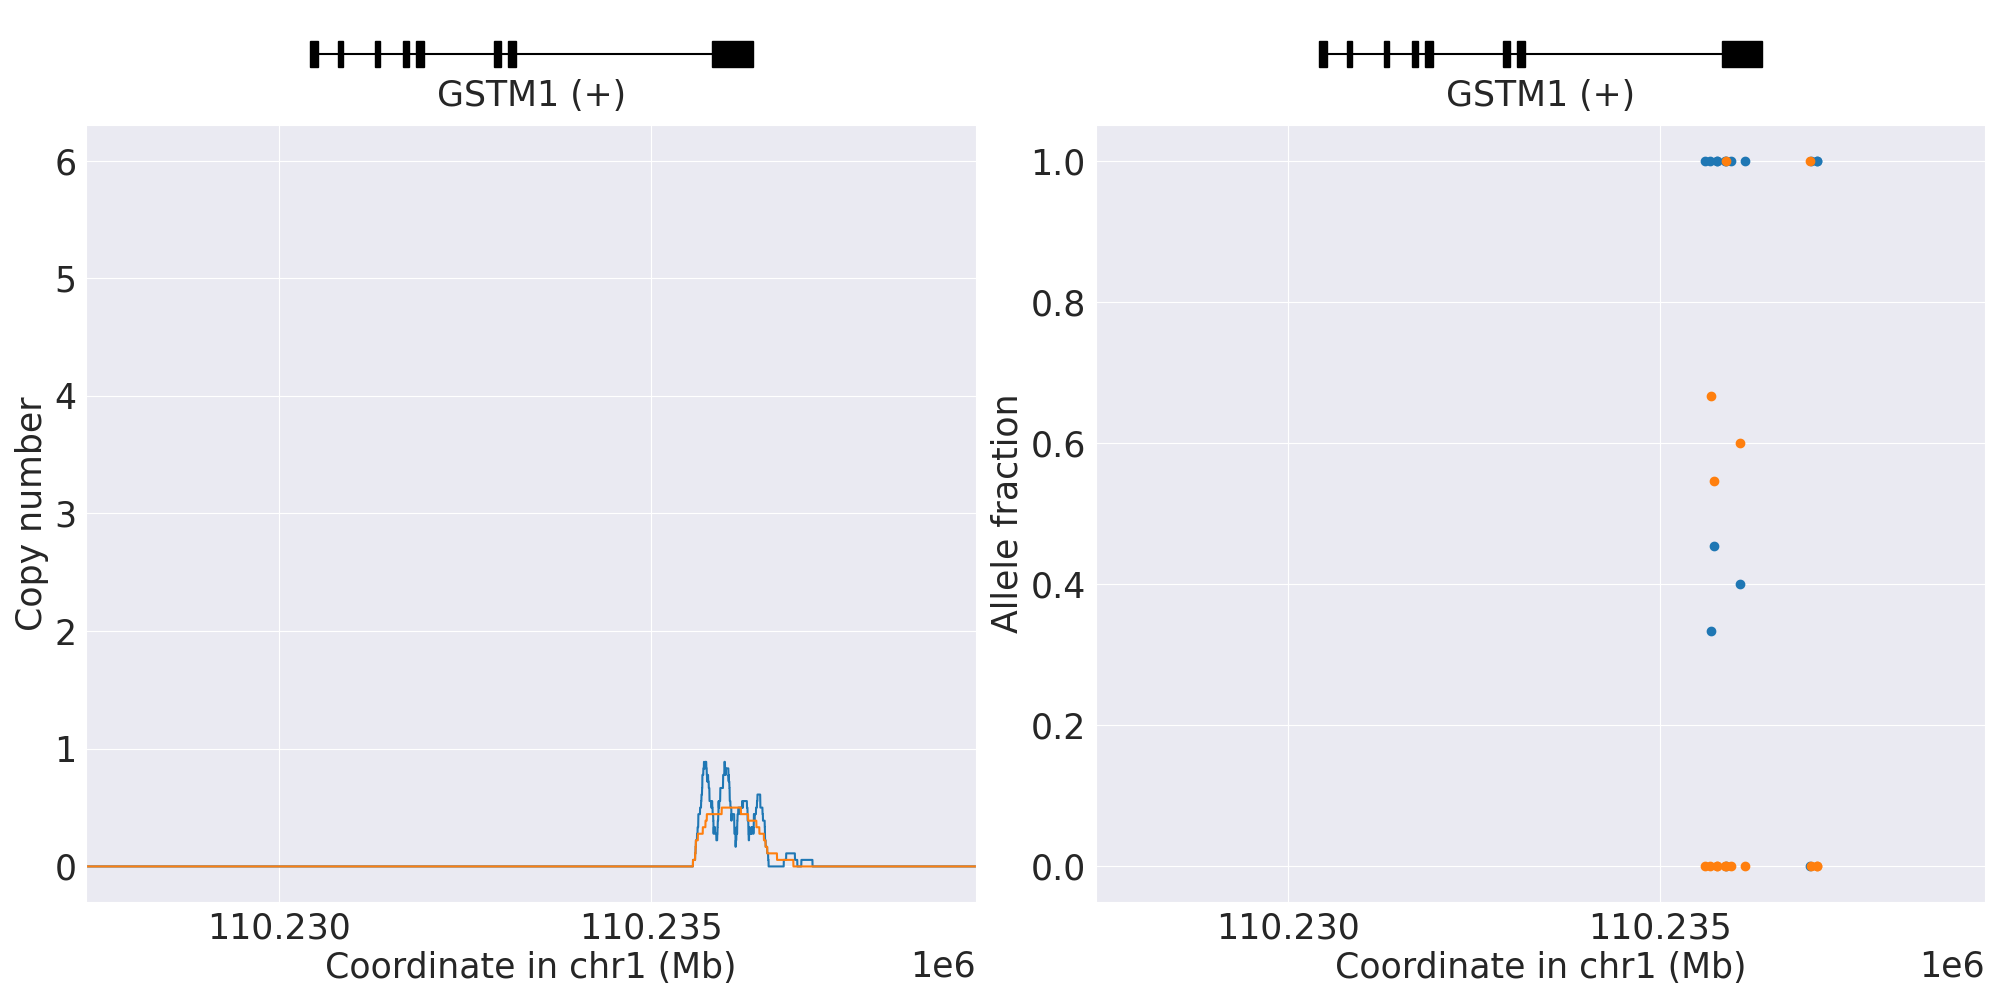 GSTM1 (+)
6
5
4
3
2
1
0
Copy number
110.230
110.235
Coordinate in chr1 (Mb)
1e6
GSTM1 (+)
1.0
0.8
0.6
0.4
0.2
0.0
Allele fraction
110.230
110.235
Coordinate in chr1 (Mb)
1e6